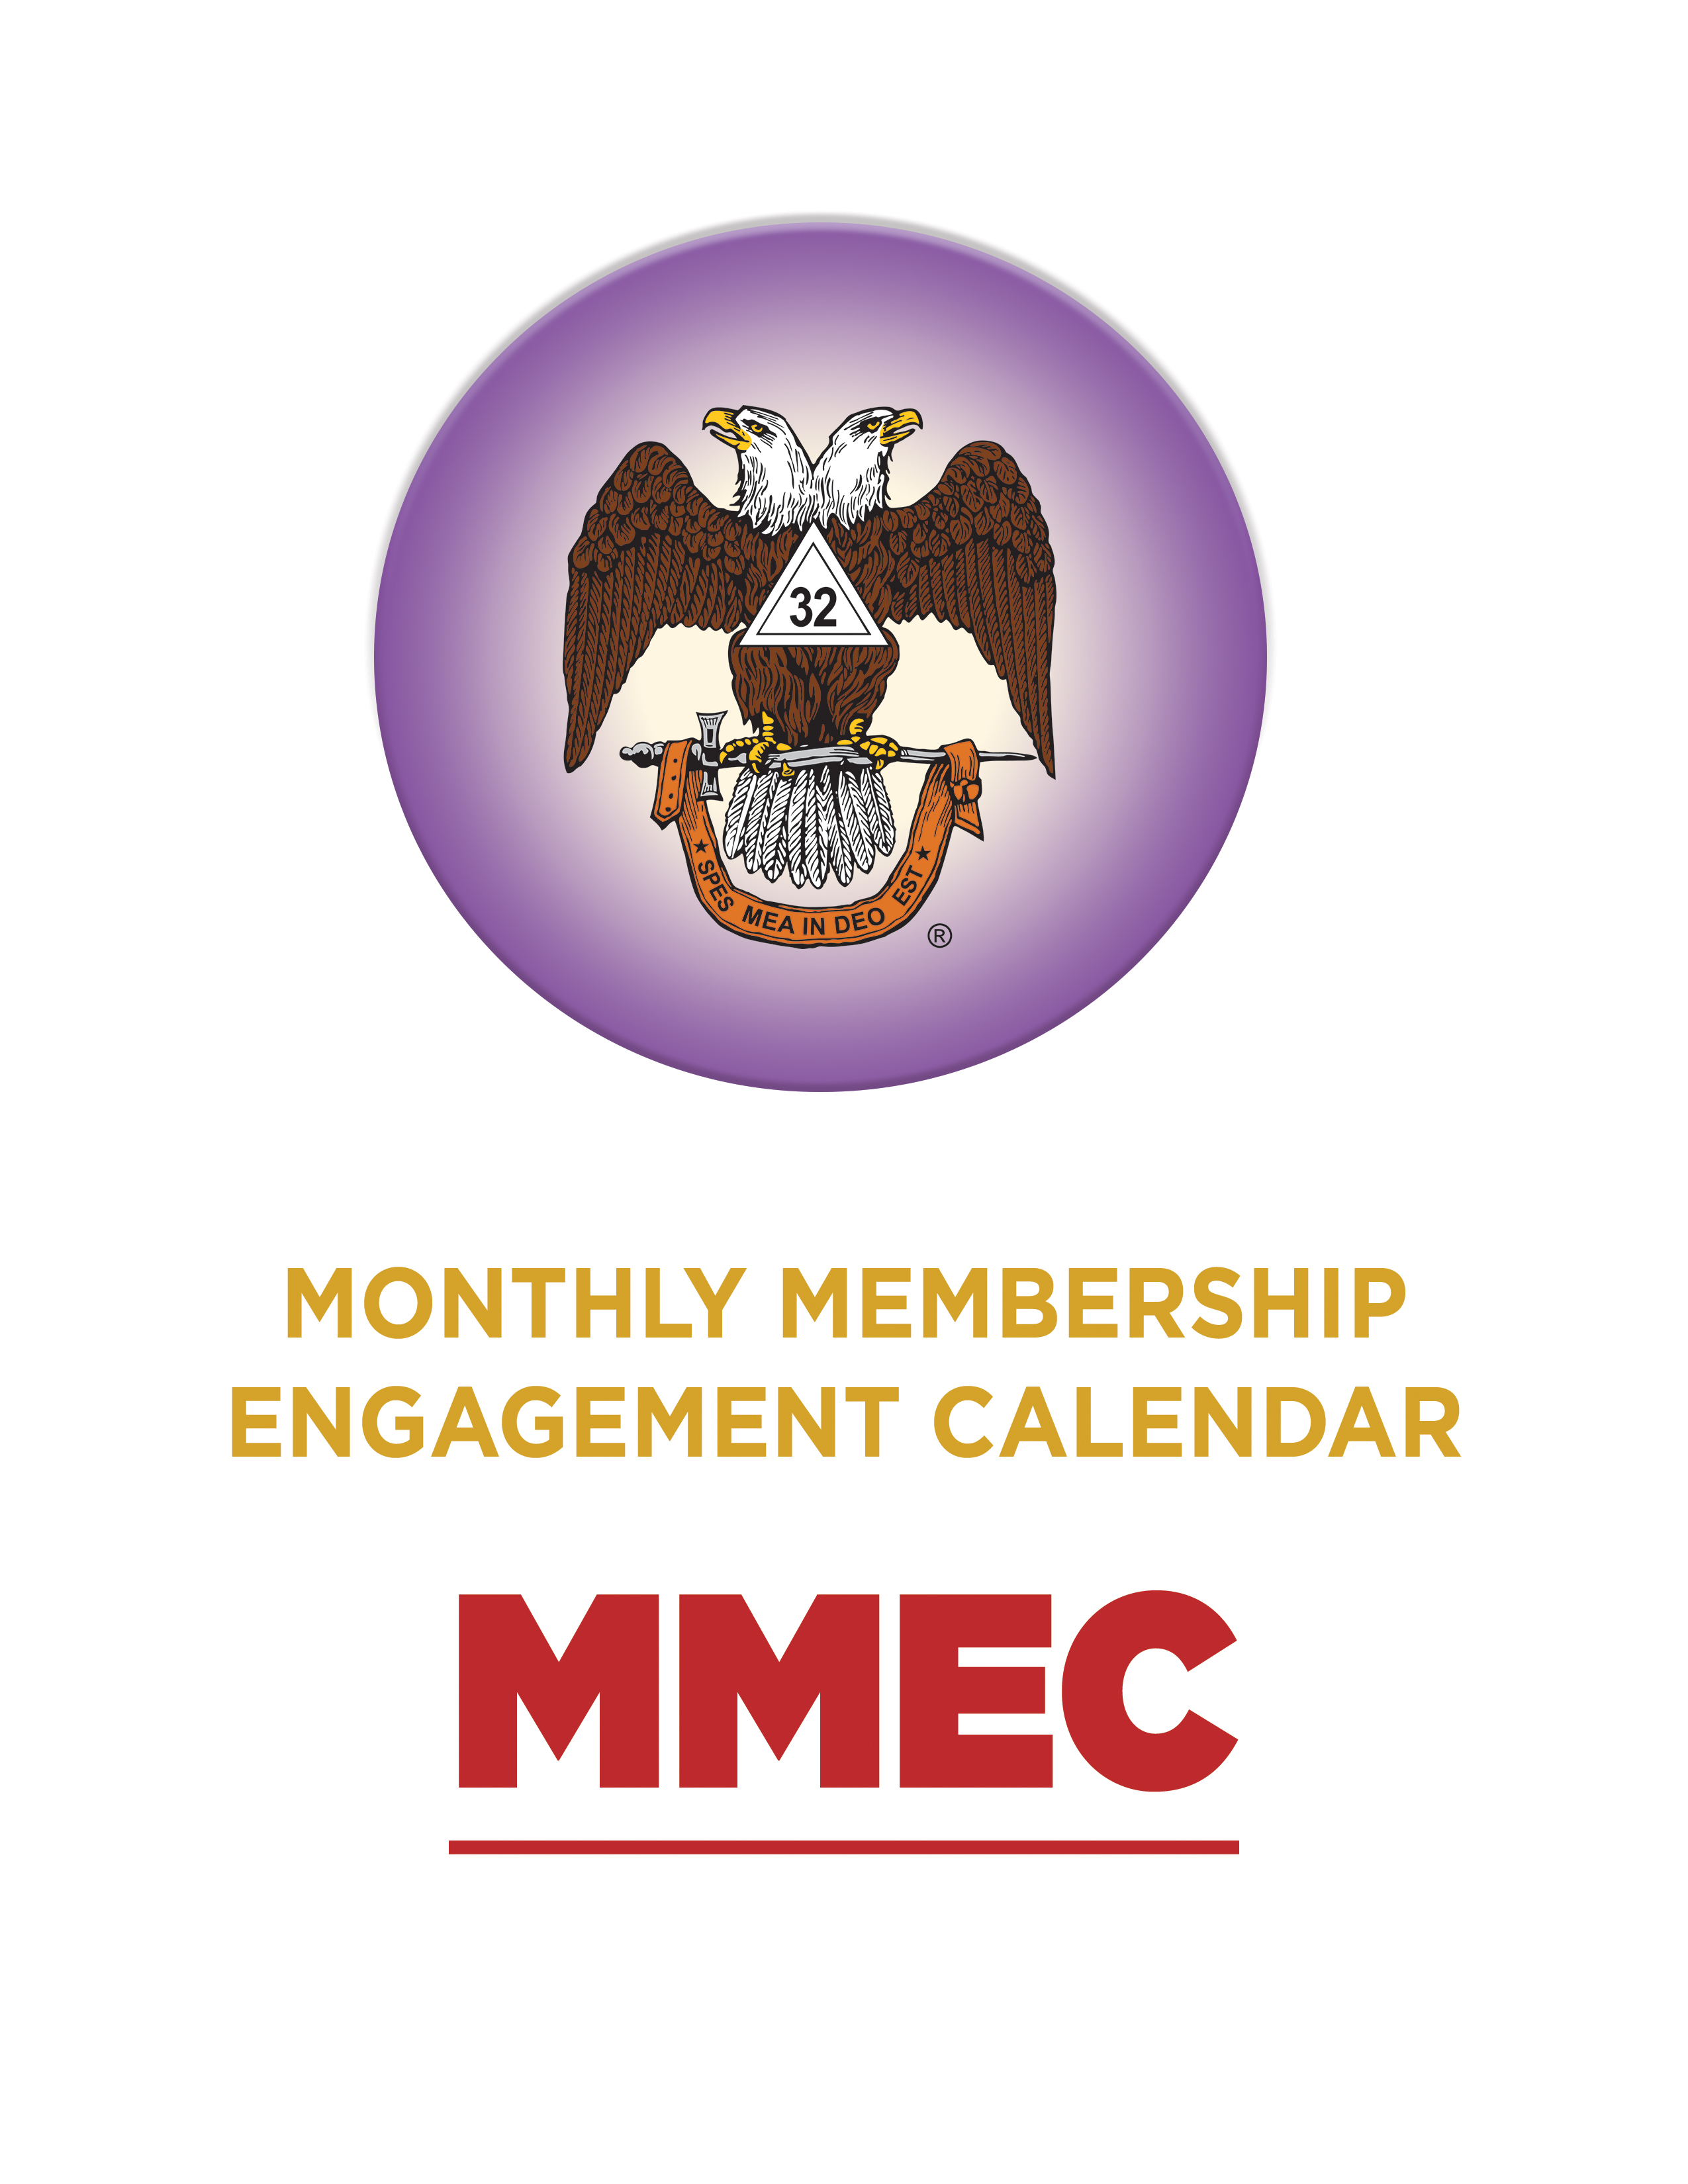 32
★ SPES MEA IN DEO EST ★
®
MONTHLY MEMBERSHIP
ENGAGEMENT CALENDAR
MMEC